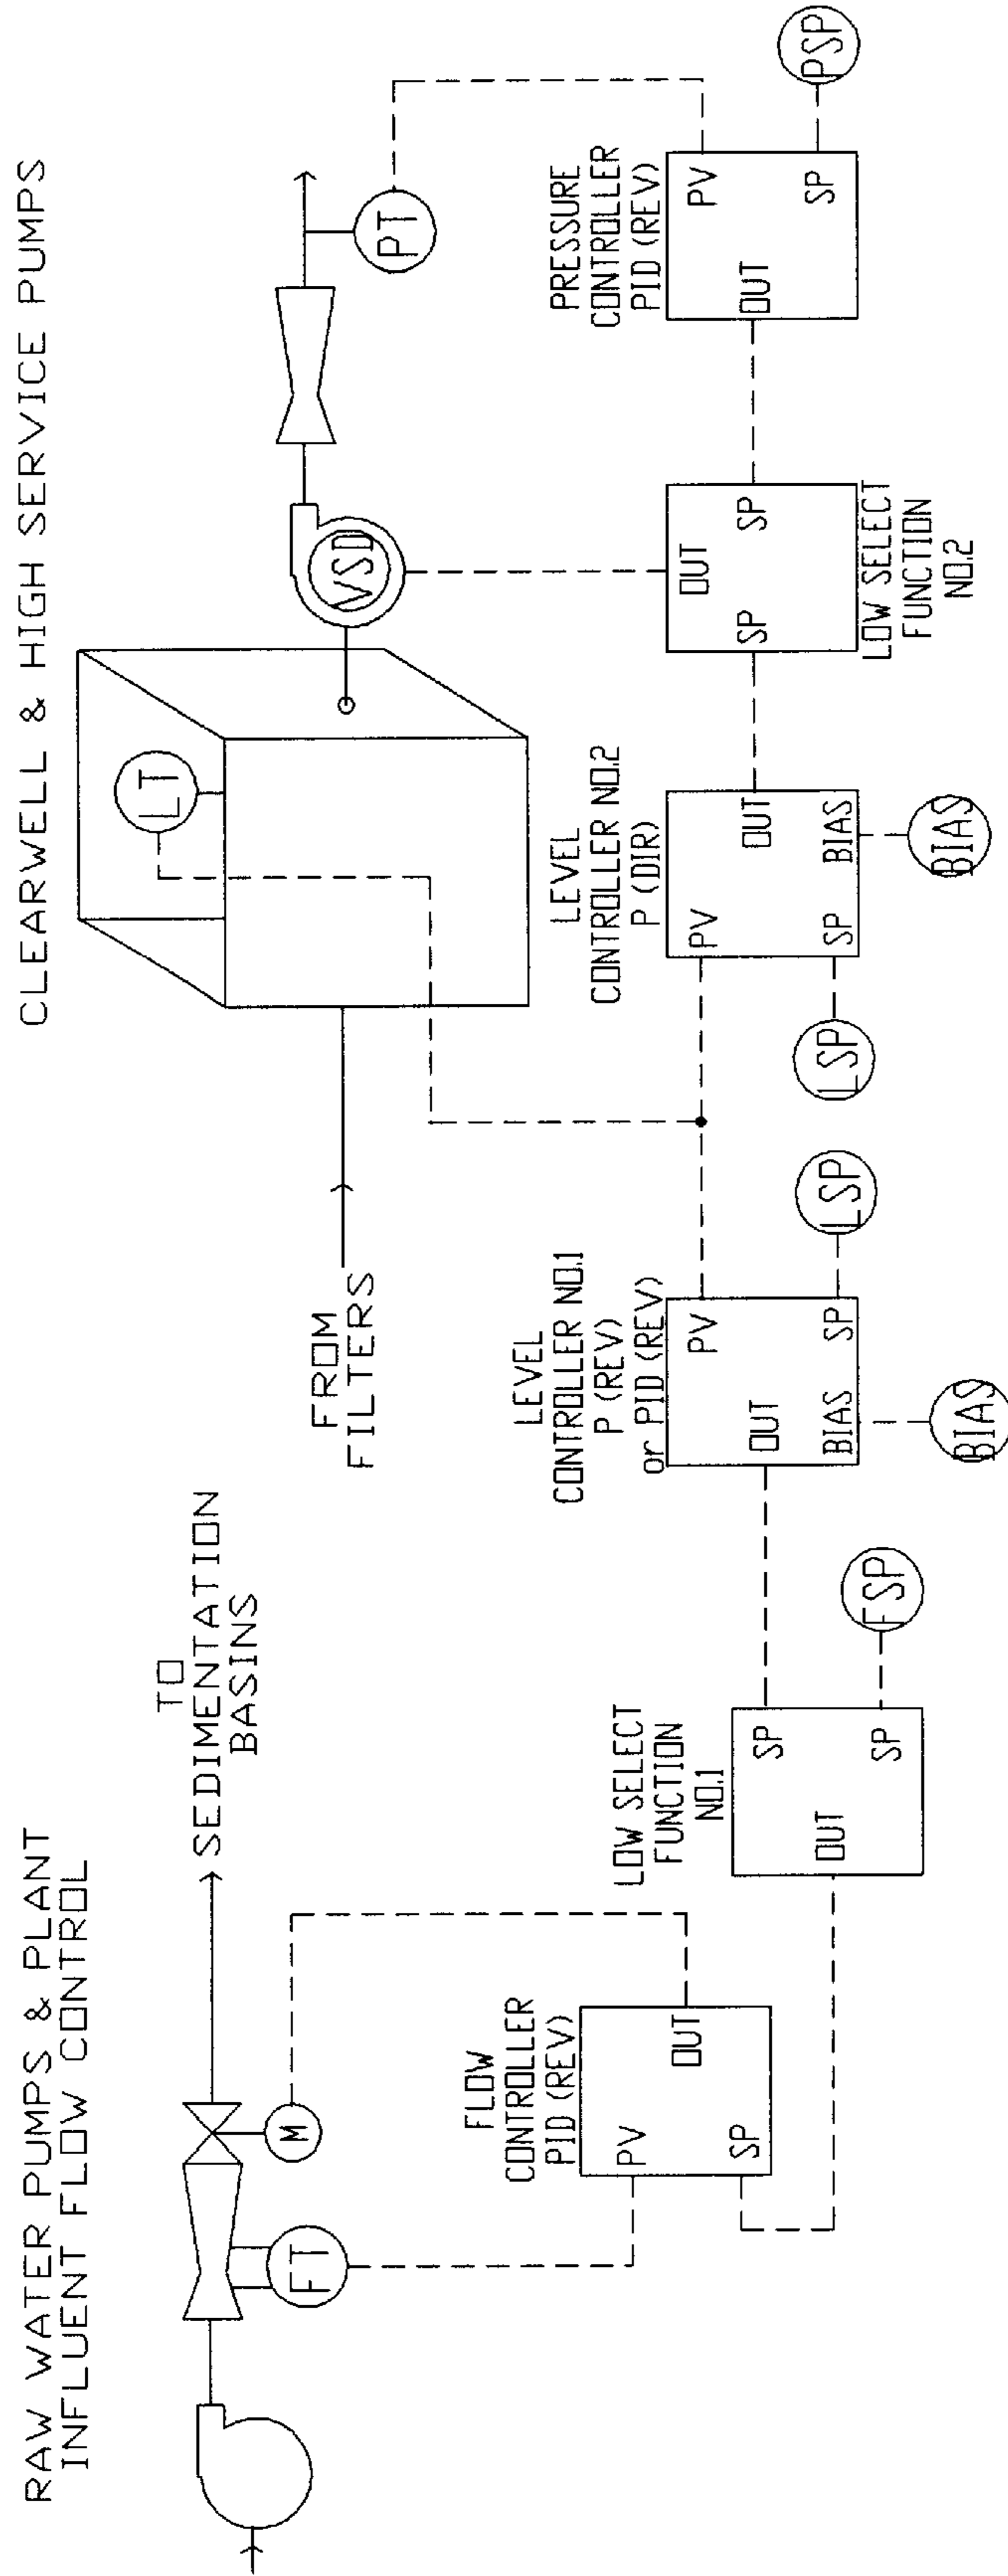 RAW WATER PUMPS & PLANT
INFLUENT FLOW CONTROL
TO
SEDIMENTATION
BASINS
FT
M
FLOW
CONTROLLER
PID (REV)
PV
SP
OUT
LOW SELECT
FUNCTION
NO.1
SP
SP
OUT
FSP
CLEARWELL & HIGH SERVICE PUMPS
FROM
FILTERS
LT
VSD
PT
LEVEL
CONTROLLER NO.1
P (REV)
or PID (REV)
PV
OUT
BIAS
SP
BIAS
LSP
LEVEL
CONTROLLER NO.2
P (DIR)
PV
OUT
SP
BIAS
LSP
BIAS
OUT
SP
SP
LOW SELECT
FUNCTION
NO.2
PRESSURE
CONTROLLER
PID (REV)
PV
OUT
SP
PSP